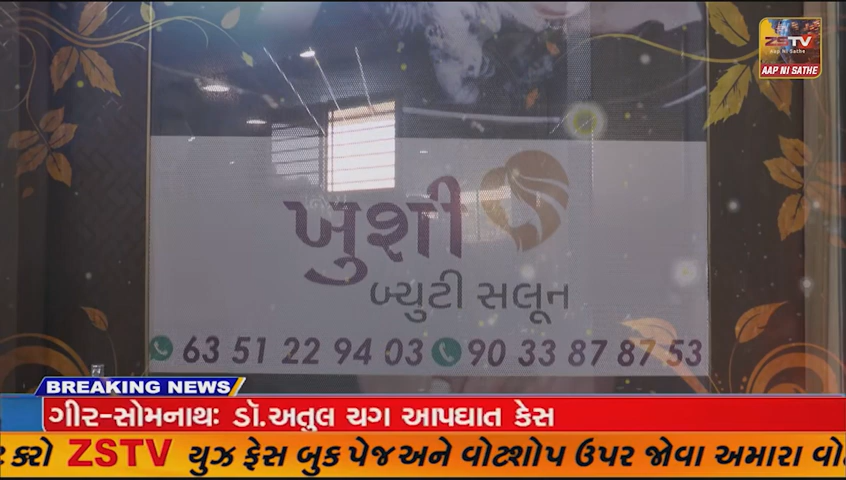 ZSTV
Aap Ni Sathe
AAP NI SATHE
ખુશી
બ્યુટી સલૂન
63 51 22 94 03 90 33 87 87 53
BREAKING NEWS
ગીર-સોમનાથઃ ડૉ.અતુલ ચગ આપઘાત કેસ
કરો ZSTV યુઝ ફેસ બુક પેજ અને વોટ્શોપ ઉપર જોવા અમારા